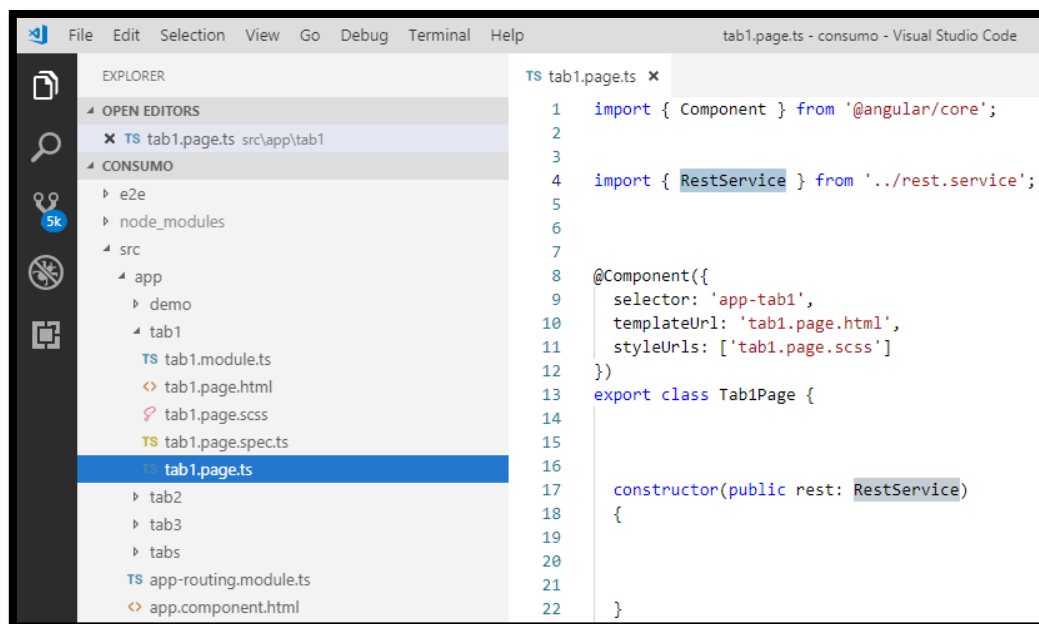 File Edit Selection View Go Debug Terminal Help tab1.page.ts - consumo - Visual Studio Code
EXPLORER
OPEN EDITORS
TS tab1.page.ts src\app\tab1
CONSUMO
e2e
node_modules
src
app
demo
tab1
TS tab1.module.ts
<> tab1.page.html
tab1.page.scss
TS tab1.page.spec.ts
TS tab1.page.ts
tab2
tab3
tabs
TS app-routing.module.ts
<> app.component.html
5k
TS tab1.page.ts
1 import { Component } from '@angular/core';
2
3
4 import { RestService } from '../rest.service';
5
6
7
8 @Component({
9 selector: 'app-tab1',
10 templateUrl: 'tab1.page.html',
11 styleUrls: ['tab1.page.scss']
12 })
13 export class Tab1Page {
14
15
16
17 constructor(public rest: RestService)
18 {
19
20
21
22 }